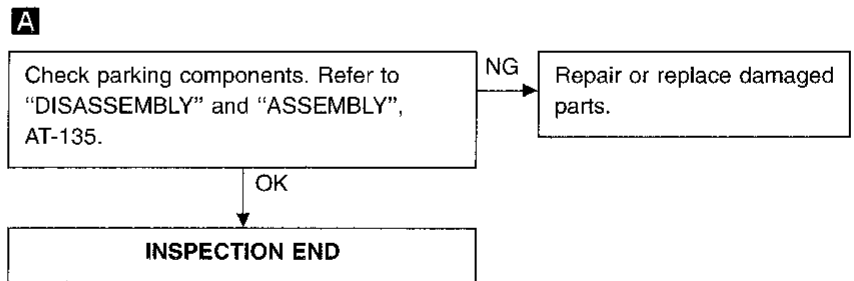 A
Check parking components. Refer to
“DISASSEMBLY” and “ASSEMBLY”,
AT-135.
NG
Repair or replace damaged
parts.
OK
INSPECTION END